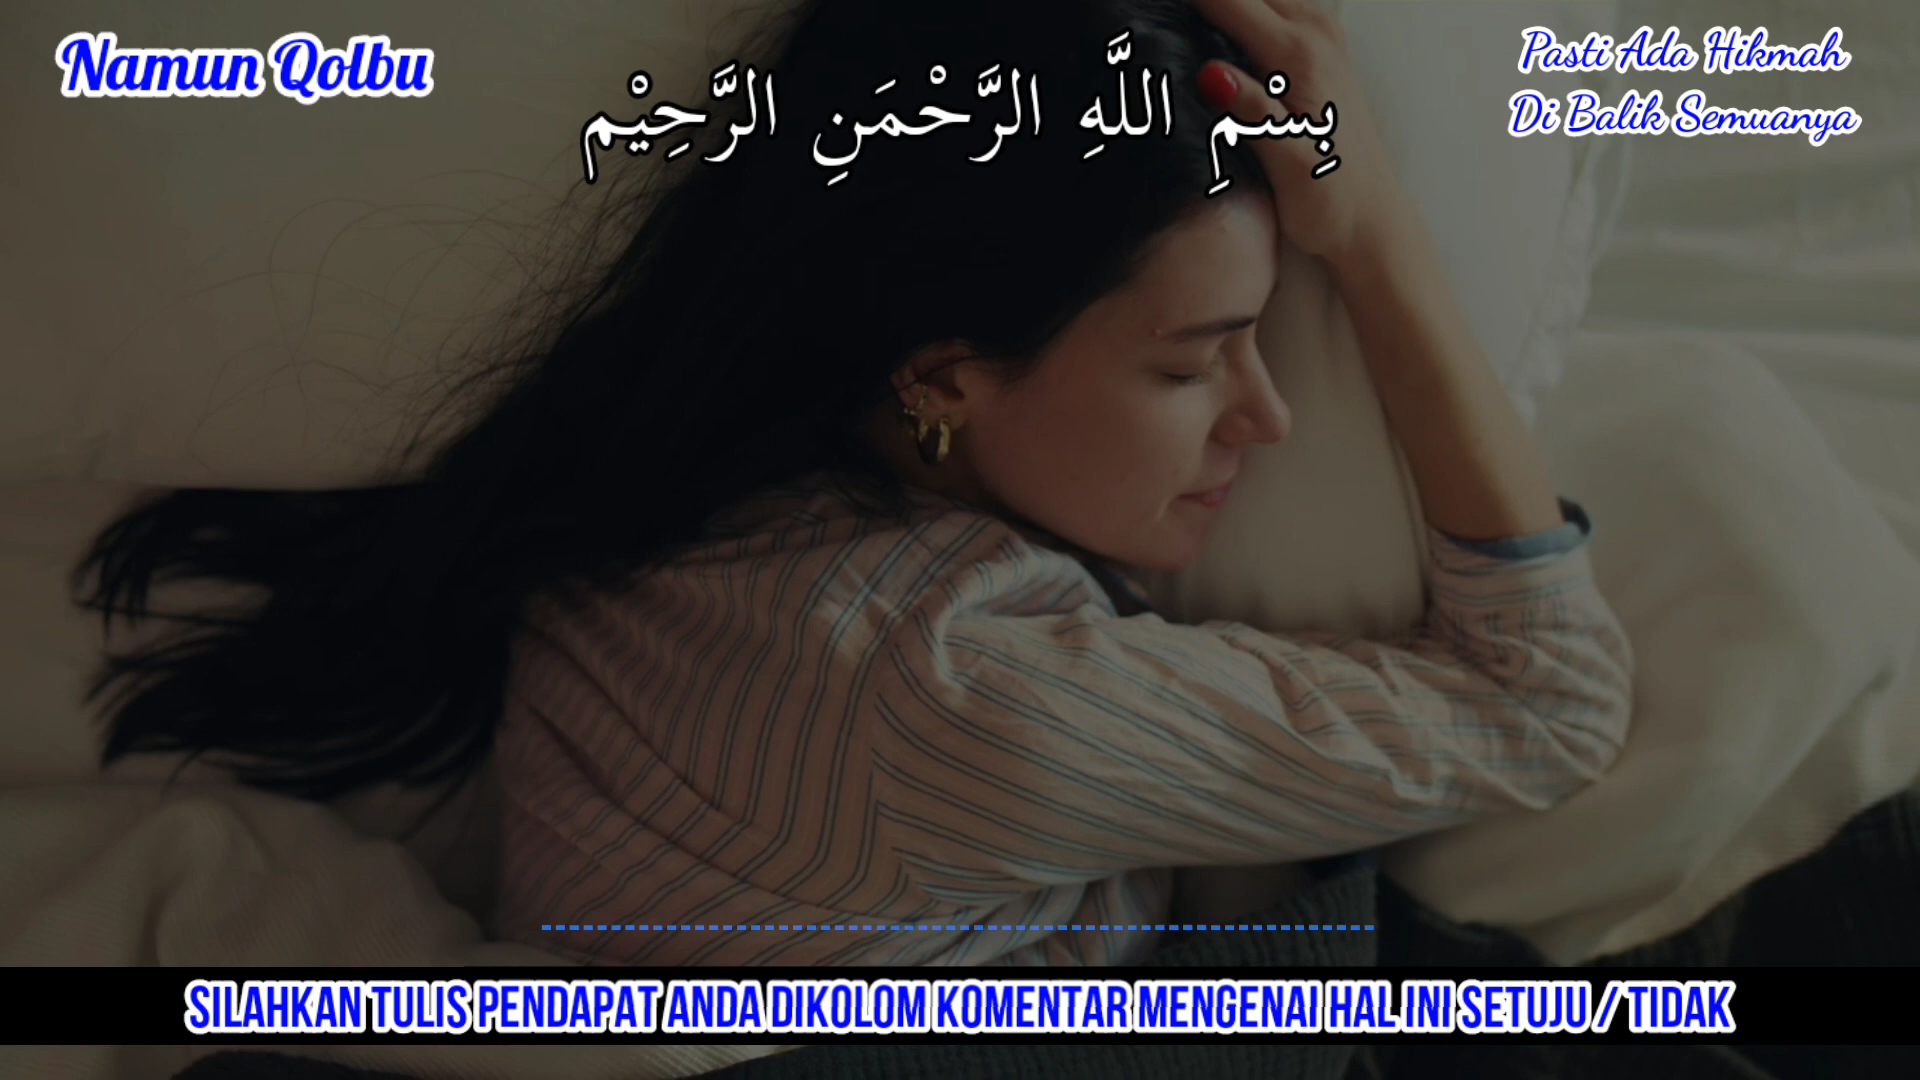 Namun Qolbu
Pasti Ada Hikmah
Di Balik Semuanya
بِسْمِ اللَّهِ الرَّحْمَنِ الرَّحِيْم
SILAHKAN TULIS PENDAPAT ANDA DIKOLOM KOMENTAR MENGENAI HAL INI SETUJU / TIDAK